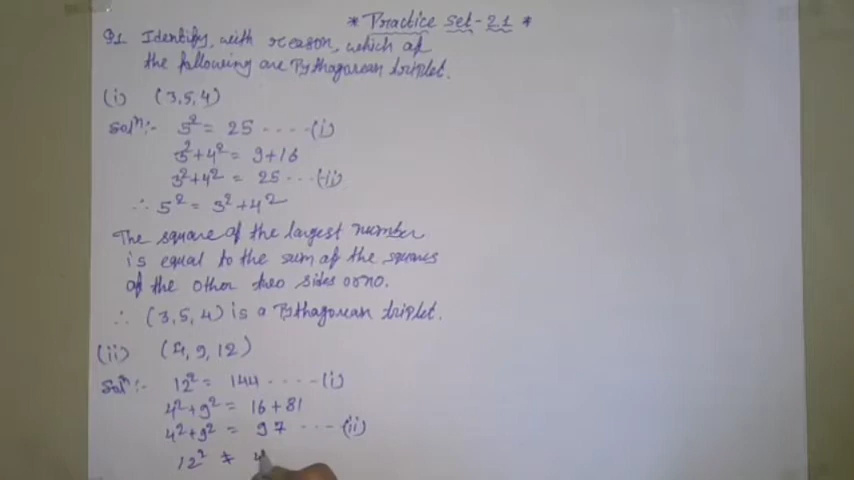 * Practice Set-2.1 *
Q1 Identify, with reason, which of
the following are Pythagorean triplet.
(i) (3,5,4)
Solⁿ:- 5² = 25 ....(i)
3²+4² = 9+16
3²+4² = 25 ...(ii)
∴ 5² = 3²+4²
The square of the largest number
is equal to the sum of the squares
of the other two sides or no.
∴ (3,5,4) is a Pythagorean triplet.
(ii) (4, 9, 12)
Solⁿ:- 12² = 144 .....(i)
4²+9² = 16+81
4²+9² = 97 ...(ii)
12² ≠ 4